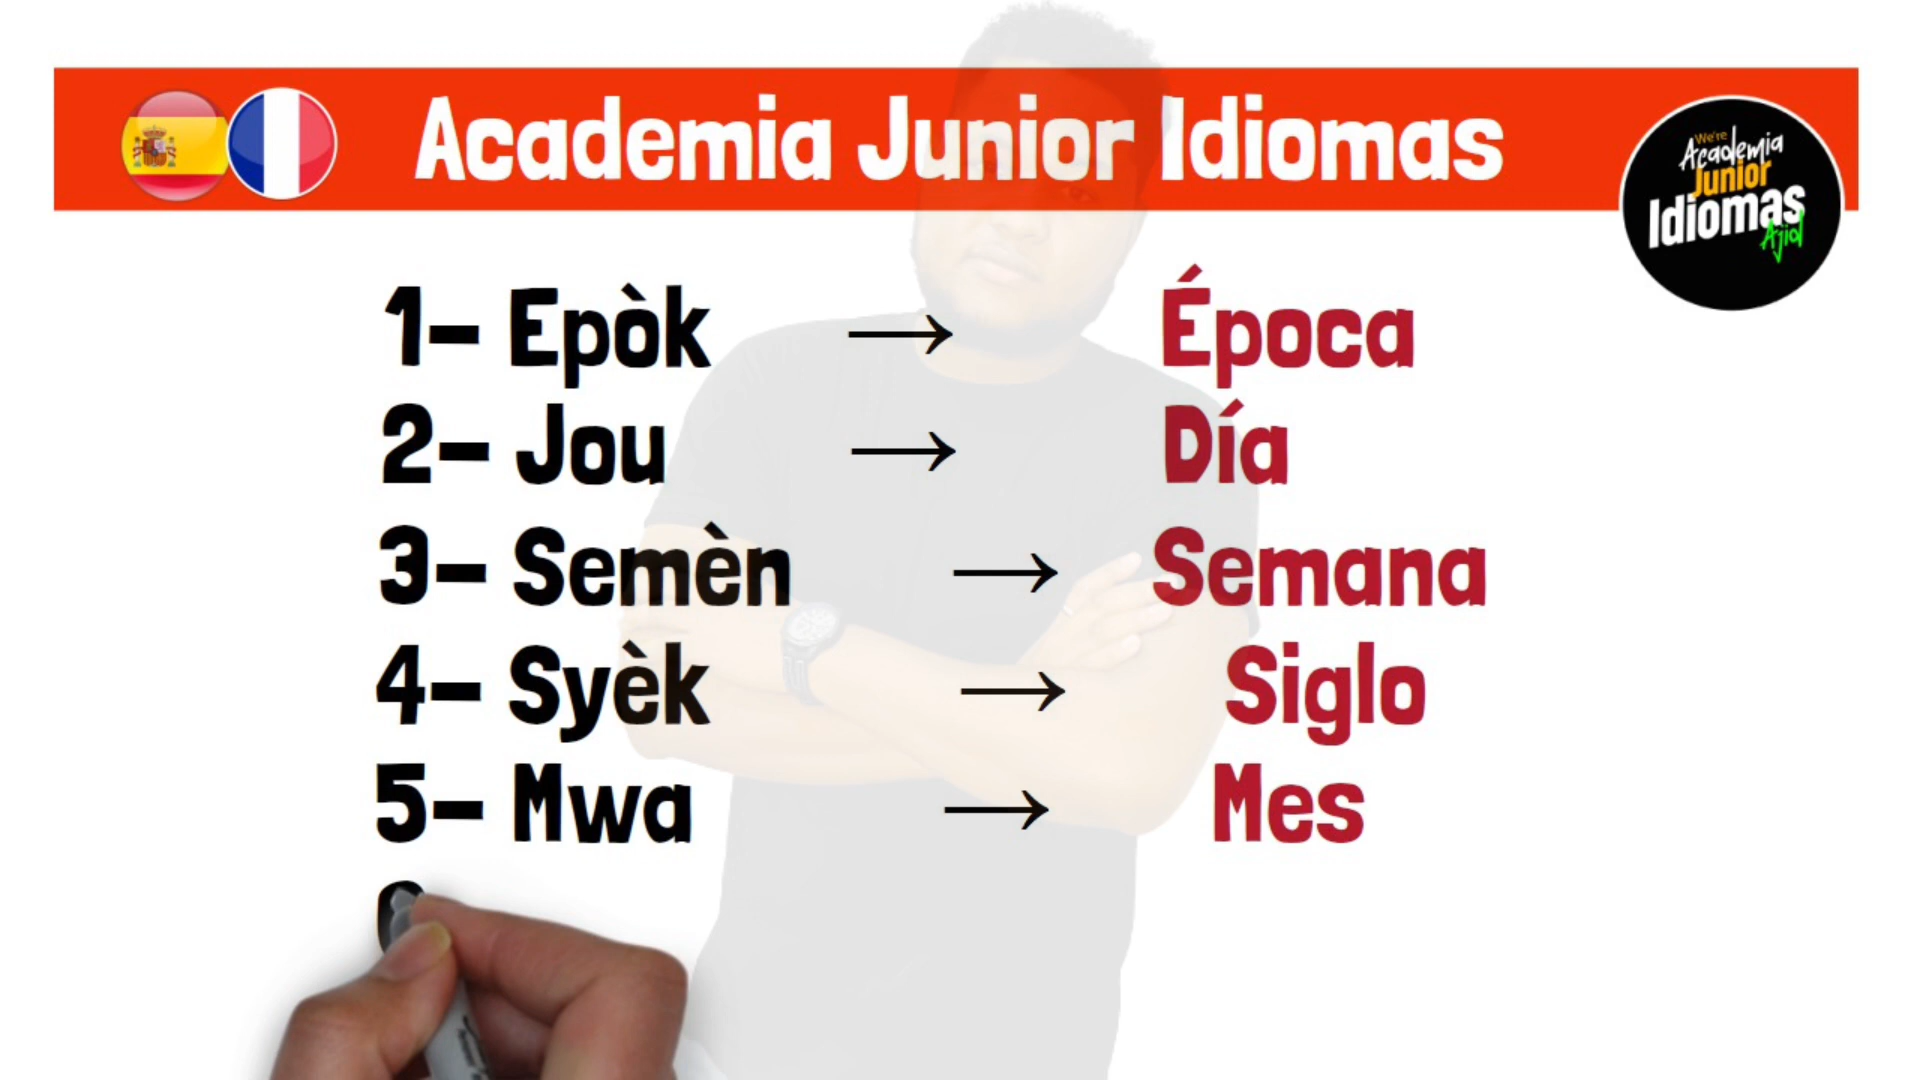 Academia Junior Idiomas
We're
Academia
Junior
Idiomas
Ajid
1- Epòk → Época
2- Jou → Día
3- Semèn → Semana
4- Syèk → Siglo
5- Mwa → Mes